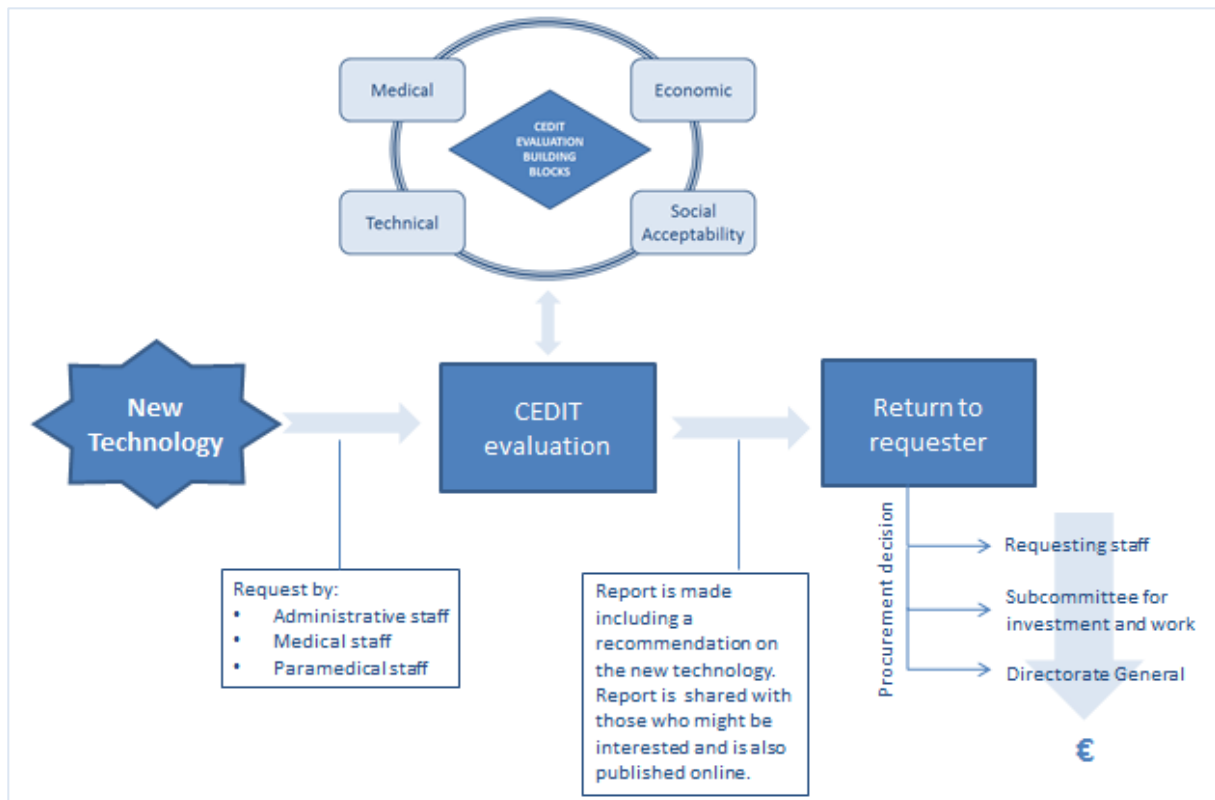 Medical
Economic
CEDIT
EVALUATION
BUILDING
BLOCKS
Technical
Social
Acceptability
New
Technology
CEDIT
evaluation
Return to
requester
Request by:
• Administrative staff
• Medical staff
• Paramedical staff
Report is made
including a
recommendation on
the new technology.
Report is shared with
those who might be
interested and is also
published online.
Procurement decision
Requesting staff
Subcommittee for
investment and work
Directorate General
€